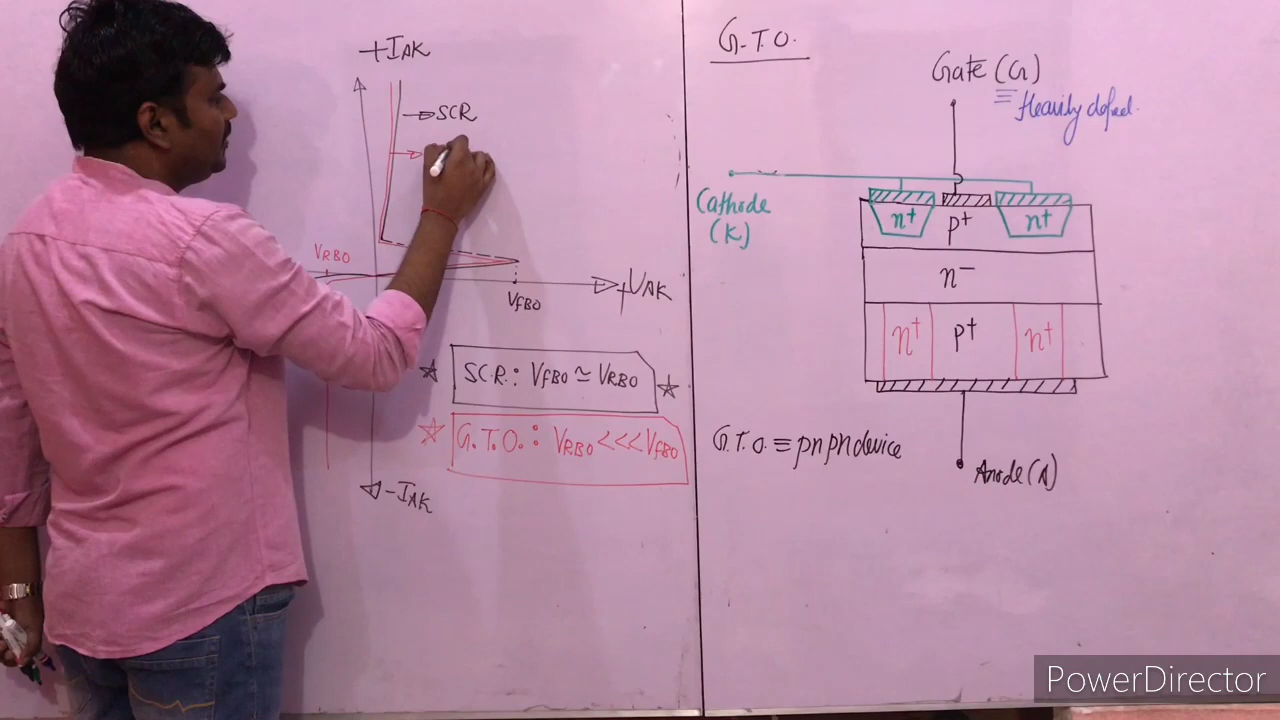 +IAK
SCR
VRBO
VfBO
+VAK
SCR.: VfBO ≃ VRBO
G.T.O.: VRBO <<< VfBO
-IAK
G.T.O.
Gate (G)
≡ Heavily doped.
Cathode
(K)
n+ p+ n+
n-
n+ p+ n+
G.T.O. ≡ pnpn device
Anode (A)
PowerDirector